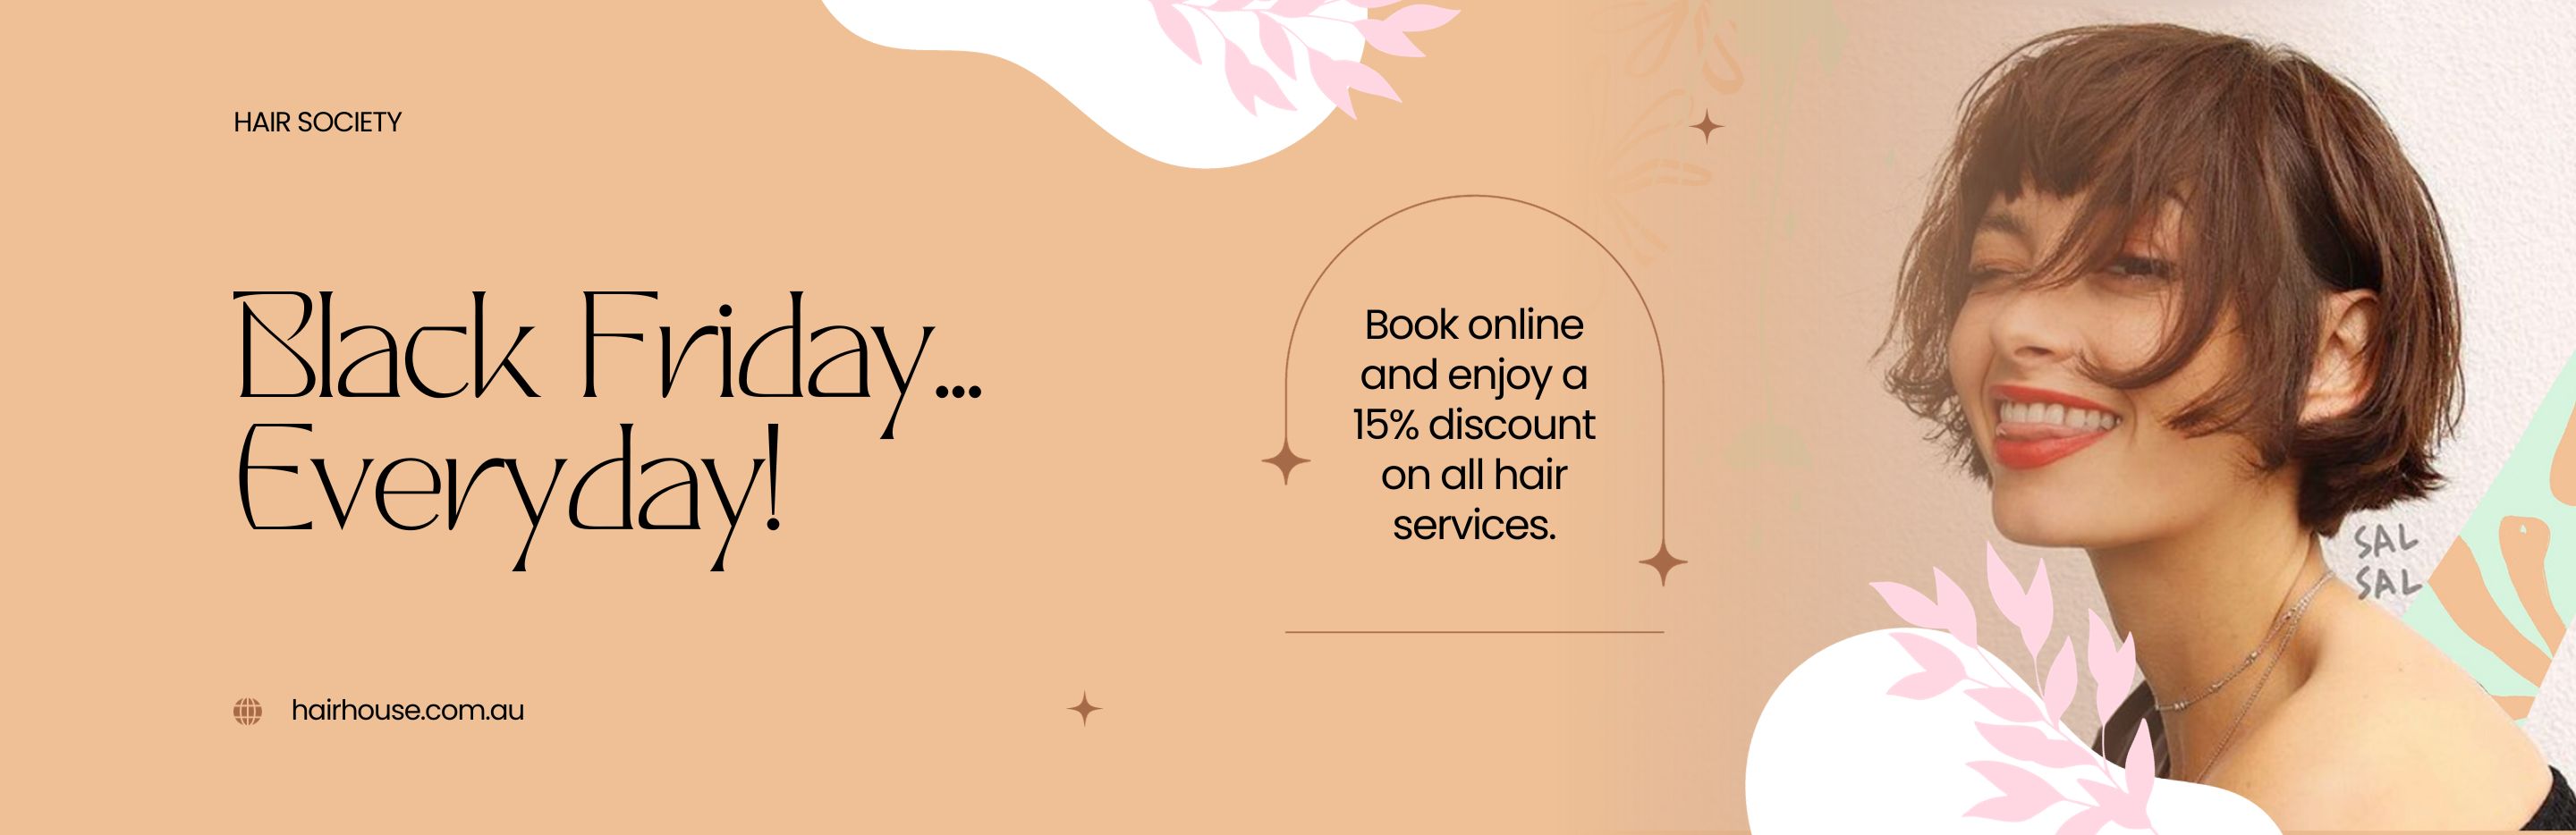 HAIR SOCIETY
Black Friday...
Everyday!
hairhouse.com.au
Book online
and enjoy a
15% discount
on all hair
services.
SAL
SAL